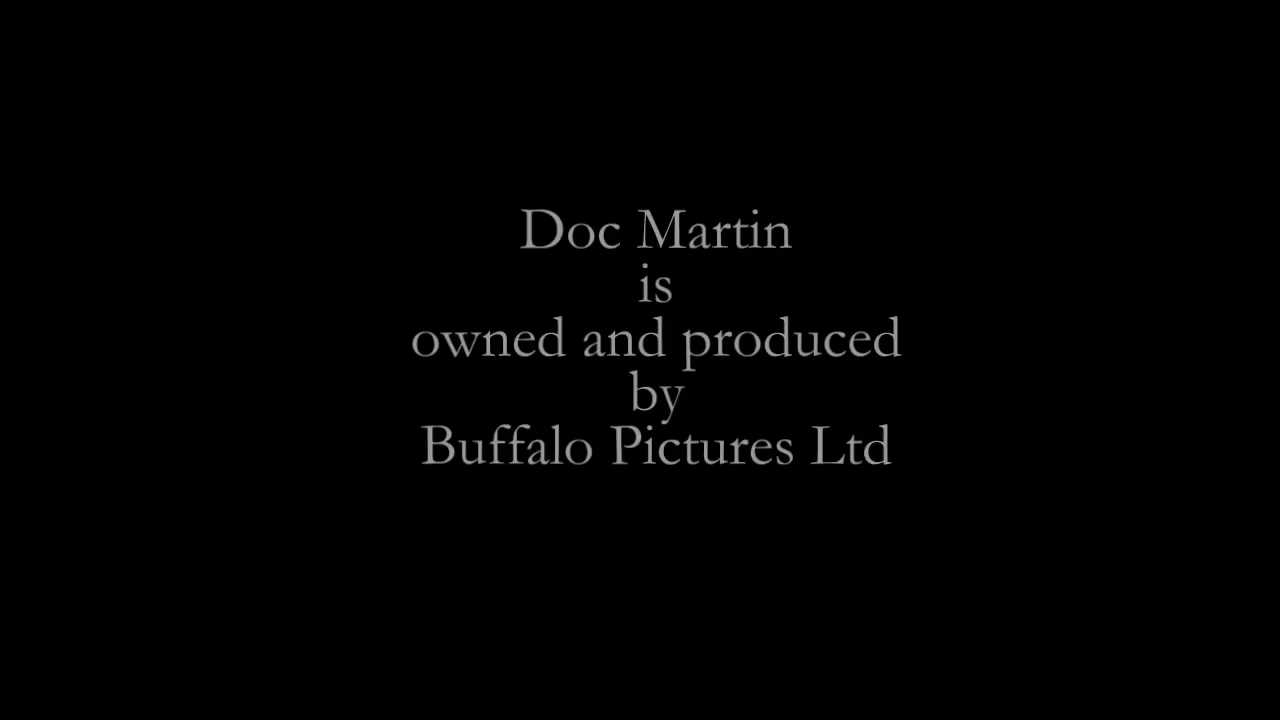 Doc Martin
is
owned and produced
by
Buffalo Pictures Ltd